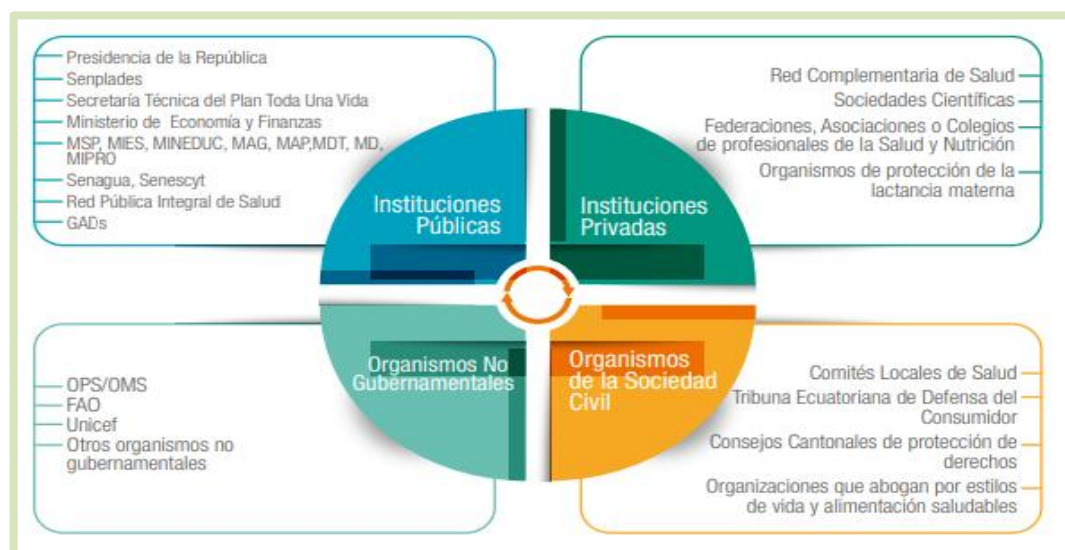 Presidencia de la República
Senplades
Secretaría Técnica del Plan Toda Una Vida
Ministerio de Economía y Finanzas
MSP, MIES, MINEDUC, MAG, MAP,MDT, MD,
MIPRO
Senagua, Senescyt
Red Pública Integral de Salud
GADs
Instituciones
Públicas
Red Complementaria de Salud
Sociedades Científicas
Federaciones, Asociaciones o Colegios
de profesionales de la Salud y Nutrición
Organismos de protección de la
lactancia materna
Instituciones
Privadas
OPS/OMS
FAO
Unicef
Otros organismos no
gubernamentales
Organismos No
Gubernamentales
Organismos
de la Sociedad
Civil
Comités Locales de Salud
Tribuna Ecuatoriana de Defensa del
Consumidor
Consejos Cantonales de protección de
derechos
Organizaciones que abogan por estilos
de vida y alimentación saludables